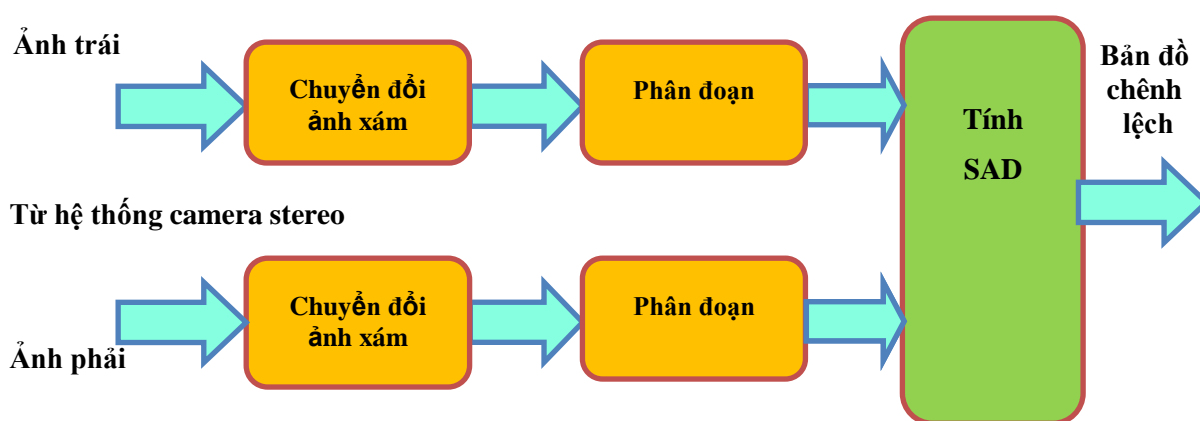 Ảnh trái
Chuyển đổi
ảnh xám
Phân đoạn
Tính
SAD
Bản đồ
chênh
lệch
Từ hệ thống camera stereo
Ảnh phải
Chuyển đổi
ảnh xám
Phân đoạn